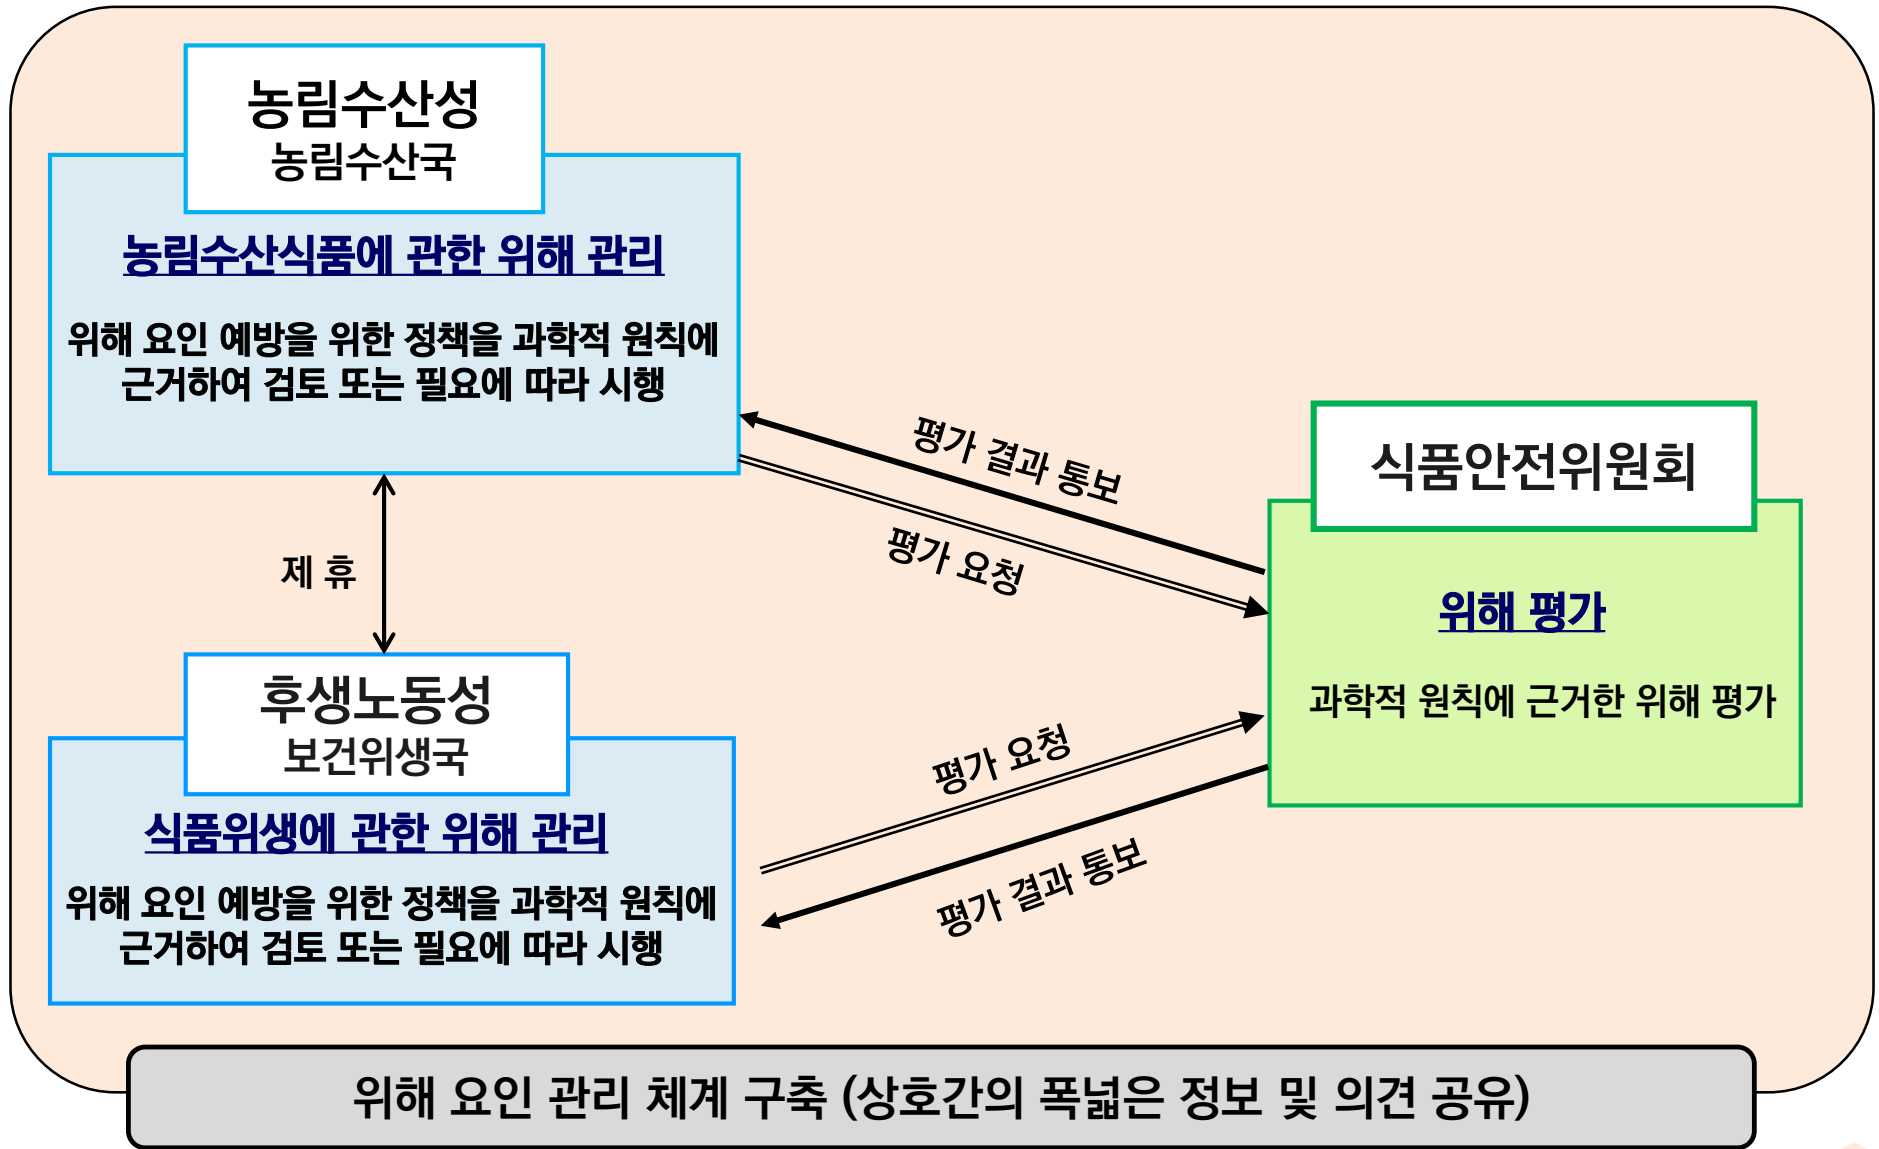 농림수산성
농림수산국
농림수산식품에 관한 위해 관리
위해 요인 예방을 위한 정책을 과학적 원칙에
근거하여 검토 또는 필요에 따라 시행
평가 결과 통보
평가 요청
식품안전위원회
위해 평가
과학적 원칙에 근거한 위해 평가
제 휴
후생노동성
보건위생국
식품위생에 관한 위해 관리
위해 요인 예방을 위한 정책을 과학적 원칙에
근거하여 검토 또는 필요에 따라 시행
평가 요청
평가 결과 통보
위해 요인 관리 체계 구축 (상호간의 폭넓은 정보 및 의견 공유)